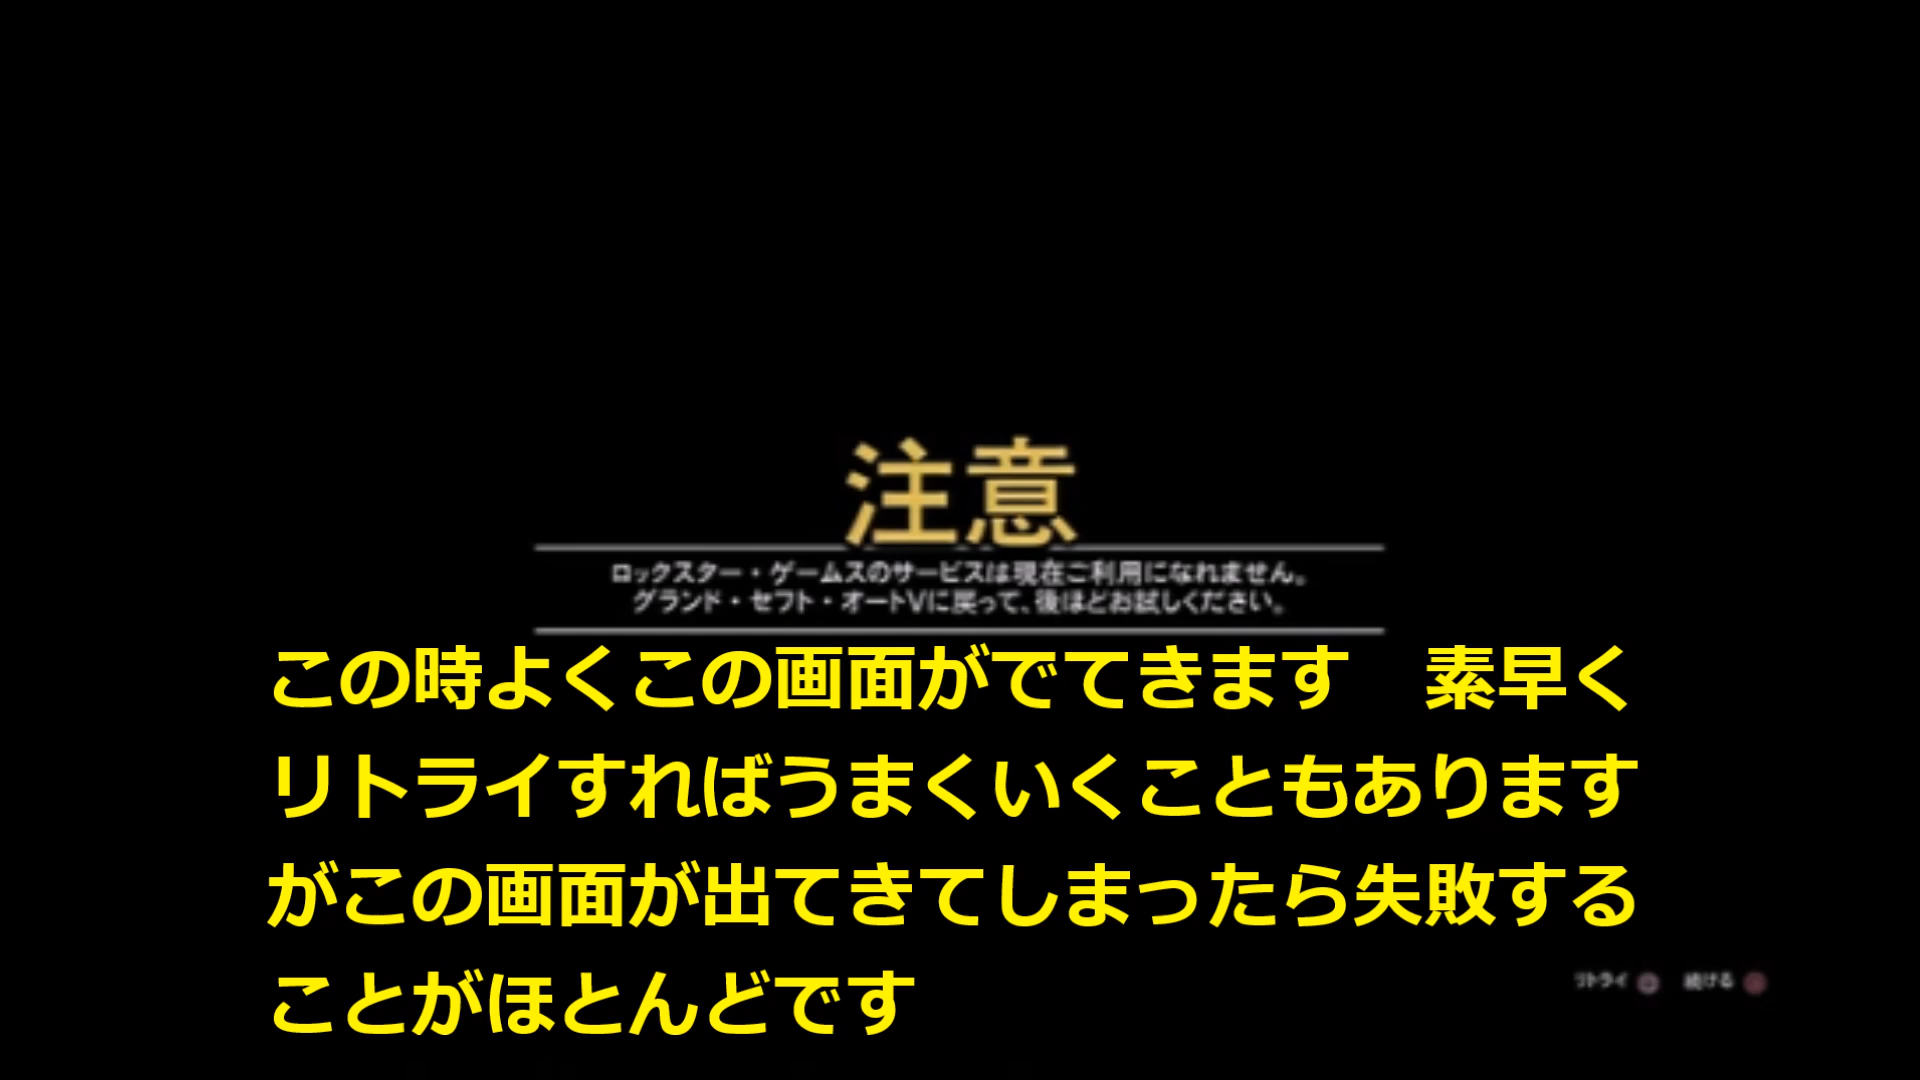 注意
ロックスター・ゲームスのサービスは現在ご利用になれません。
グランド・セフト・オートVに戻って、後ほどお試しください。
この時よくこの画面がでてきます　素早く
リトライすればうまくいくこともあります
がこの画面が出てきてしまったら失敗する
ことがほとんどです
リトライ 続ける